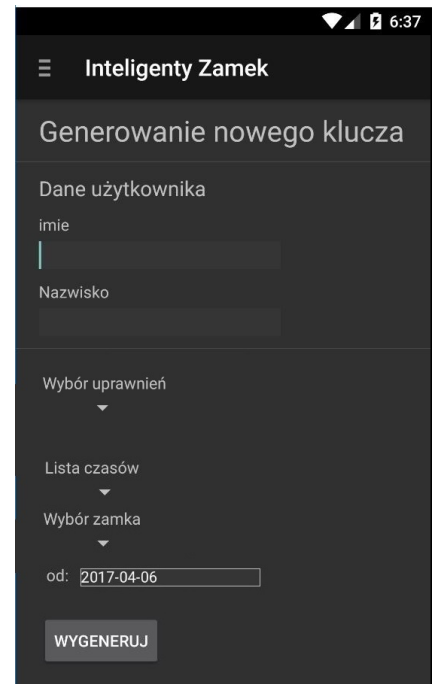 6:37
Inteligenty Zamek
Generowanie nowego klucza
Dane użytkownika
imie
Nazwisko
Wybór uprawnień
Lista czasów
Wybór zamka
od: 2017-04-06
WYGENERUJ